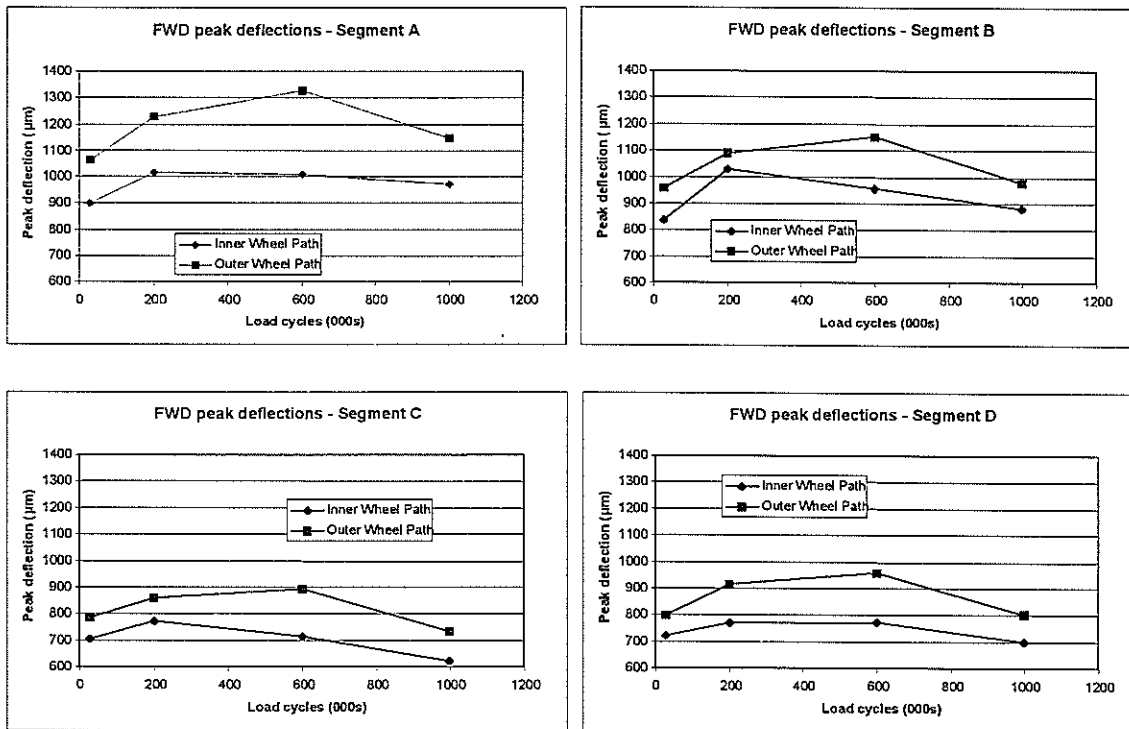 FWD peak deflections - Segment A
Peak deflection (µm)
1400
1300
1200
1100
1000
900
800
700
600
Inner Wheel Path
Outer Wheel Path
0 200 400 600 800 1000 1200
Load cycles (000s)
FWD peak deflections - Segment B
Peak deflection (µm)
1400
1300
1200
1100
1000
900
800
700
600
Inner Wheel Path
Outer Wheel Path
0 200 400 600 800 1000 1200
Load cycles (000s)
FWD peak deflections - Segment C
Peak deflection (µm)
1400
1300
1200
1100
1000
900
800
700
600
Inner Wheel Path
Outer Wheel Path
0 200 400 600 800 1000 1200
Load cycles (000s)
FWD peak deflections - Segment D
Peak deflection (µm)
1400
1300
1200
1100
1000
900
800
700
600
Inner Wheel Path
Outer Wheel Path
0 200 400 600 800 1000 1200
Load cycles (000s)